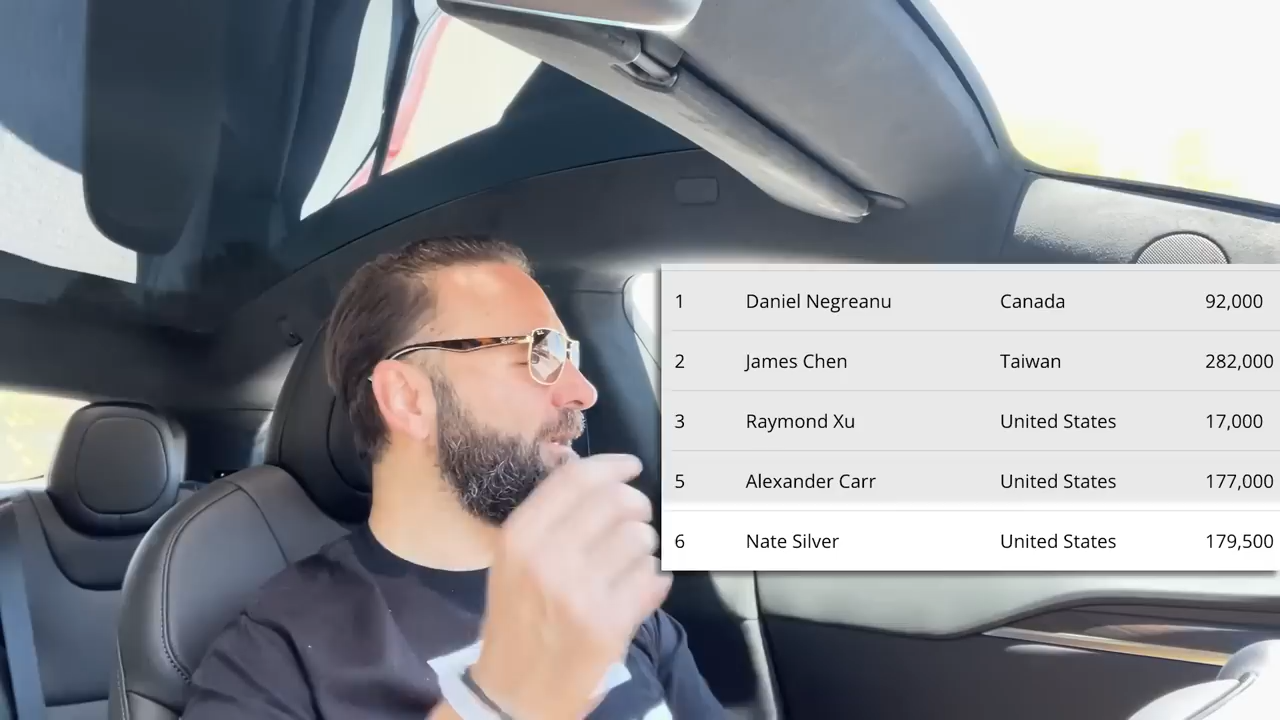 1 Daniel Negreanu Canada 92,000
2 James Chen Taiwan 282,000
3 Raymond Xu United States 17,000
5 Alexander Carr United States 177,000
6 Nate Silver United States 179,500